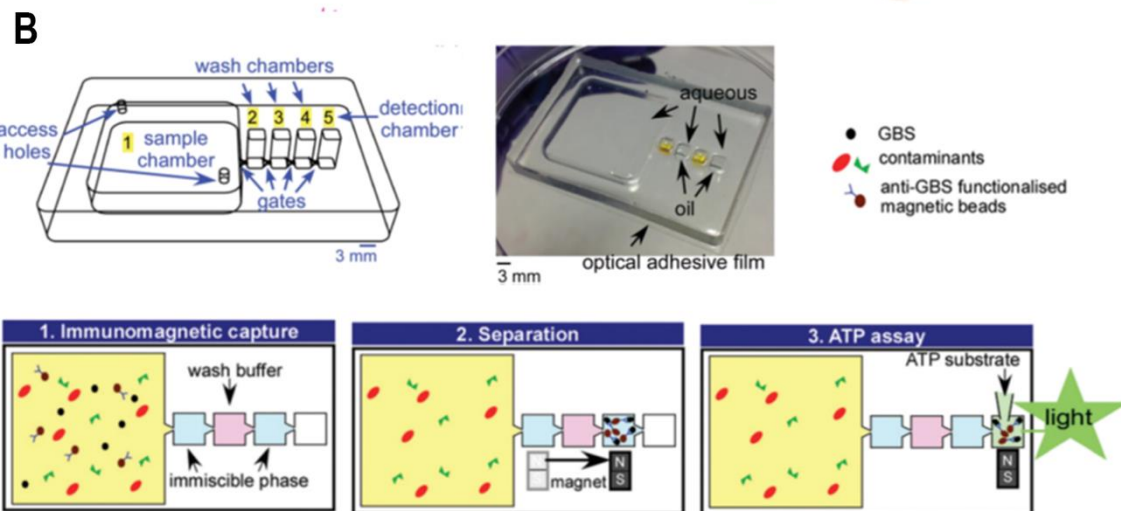 B
wash chambers
2 3 4 5
detection
chamber
access
holes
1 sample
chamber
gates
3 mm
aqueous
oil
optical adhesive film
3 mm
GBS
contaminants
anti-GBS functionalised
magnetic beads
1. Immunomagnetic capture
wash buffer
immiscible phase
2. Separation
N
S
magnet
3. ATP assay
ATP substrate
light
N
S